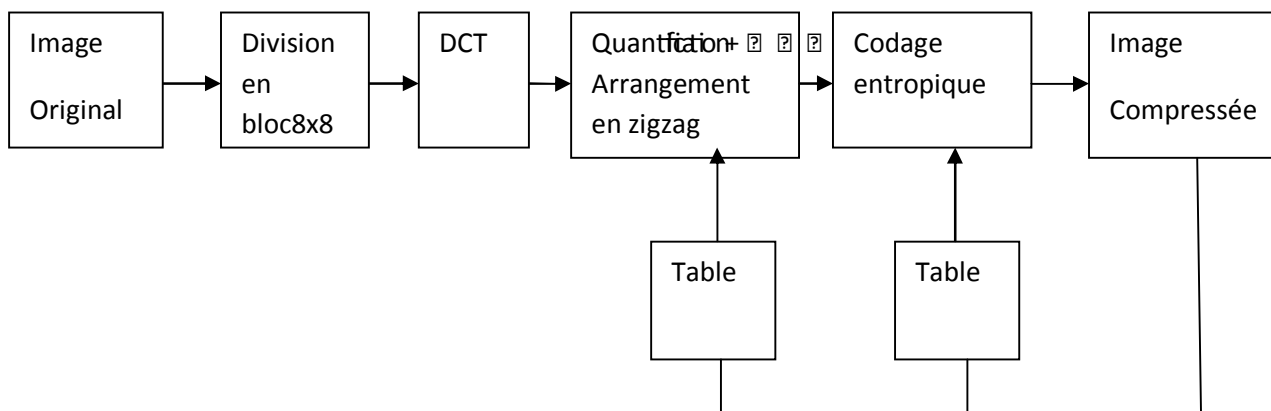 Image
Original
Division
en
bloc8x8
DCT
Quantification +
Arrangement
en zigzag
Codage
entropique
Image
Compressée
Table
Table